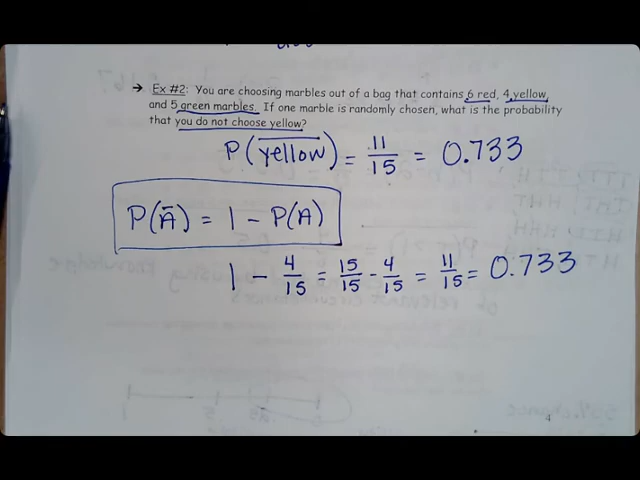 → Ex #2: You are choosing marbles out of a bag that contains 6 red, 4 yellow,
and 5 green marbles. If one marble is randomly chosen, what is the probability
that you do not choose yellow?
P(y̅e̅l̅l̅o̅w̅) = 11/15 = 0.733
P(A̅) = 1 - P(A)
1 - 4/15 = 15/15 - 4/15 = 11/15 = 0.733
4